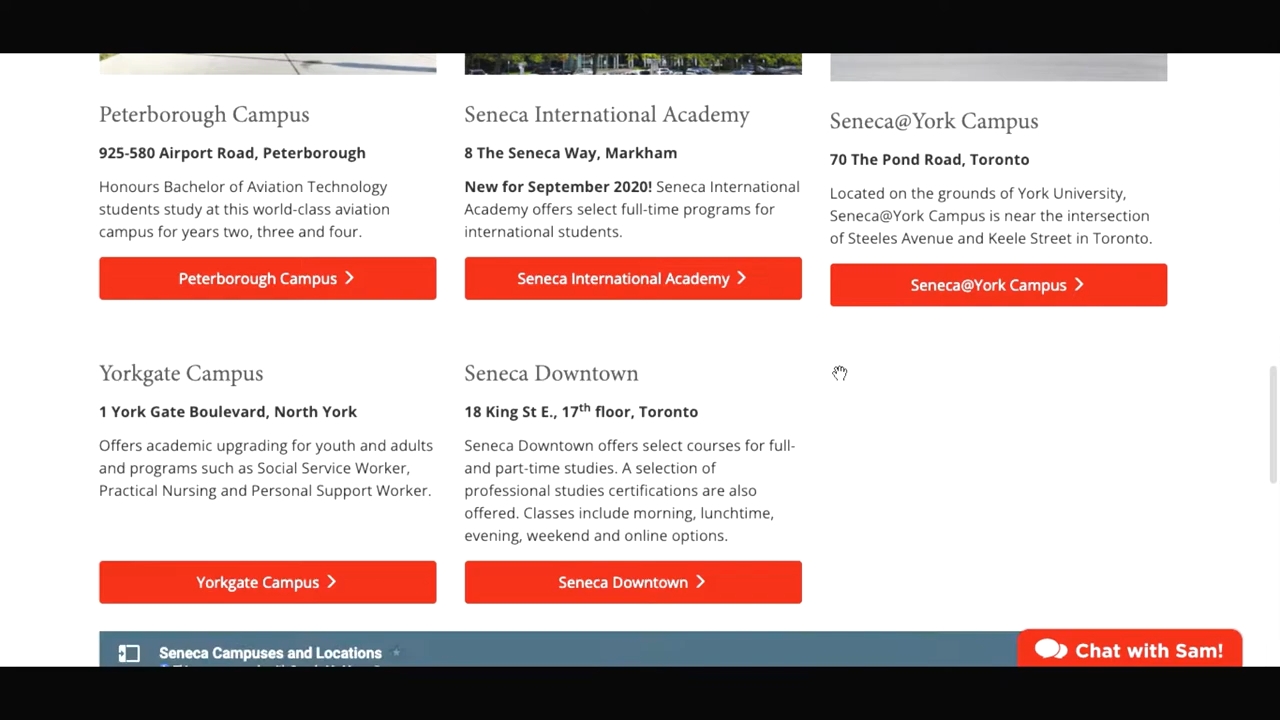 Peterborough Campus
925-580 Airport Road, Peterborough
Honours Bachelor of Aviation Technology
students study at this world-class aviation
campus for years two, three and four.
Peterborough Campus
Seneca International Academy
8 The Seneca Way, Markham
New for September 2020! Seneca International
Academy offers select full-time programs for
international students.
Seneca International Academy
Seneca@York Campus
70 The Pond Road, Toronto
Located on the grounds of York University,
Seneca@York Campus is near the intersection
of Steeles Avenue and Keele Street in Toronto.
Seneca@York Campus
Yorkgate Campus
1 York Gate Boulevard, North York
Offers academic upgrading for youth and adults
and programs such as Social Service Worker,
Practical Nursing and Personal Support Worker.
Yorkgate Campus
Seneca Downtown
18 King St E., 17th floor, Toronto
Seneca Downtown offers select courses for full-
and part-time studies. A selection of
professional studies certifications are also
offered. Classes include morning, lunchtime,
evening, weekend and online options.
Seneca Downtown
Seneca Campuses and Locations
Chat with Sam!